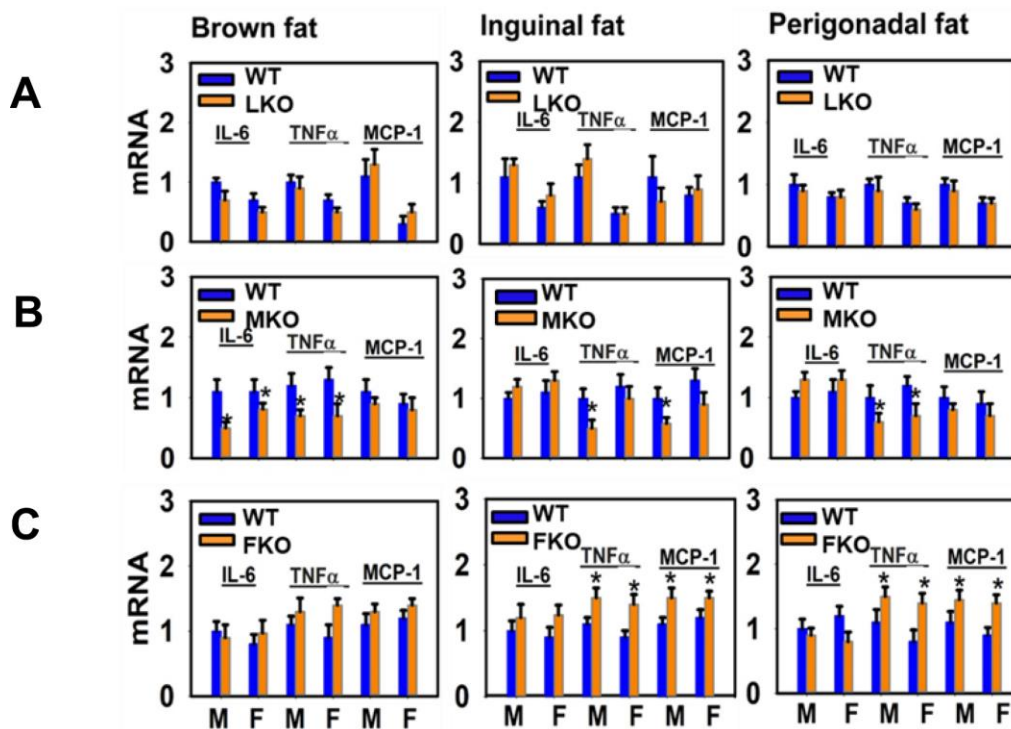 Brown fat
Inguinal fat
Perigonadal fat
A
mRNA
3
2
1
0
WT
LKO
IL-6
TNFα
MCP-1
3
2
1
0
WT
LKO
IL-6
TNFα
MCP-1
3
2
1
0
WT
LKO
IL-6
TNFα
MCP-1
B
mRNA
3
2
1
0
WT
MKO
IL-6
TNFα
MCP-1
* * * *
3
2
1
0
WT
MKO
IL-6
TNFα
MCP-1
* *
3
2
1
0
WT
MKO
IL-6
TNFα
MCP-1
* *
C
mRNA
3
2
1
0
WT
FKO
IL-6
TNFα
MCP-1
M F M F M F
3
2
1
0
WT
FKO
IL-6
TNFα
MCP-1
* * * *
M F M F M F
3
2
1
0
WT
FKO
IL-6
TNFα
MCP-1
* * * *
M F M F M F